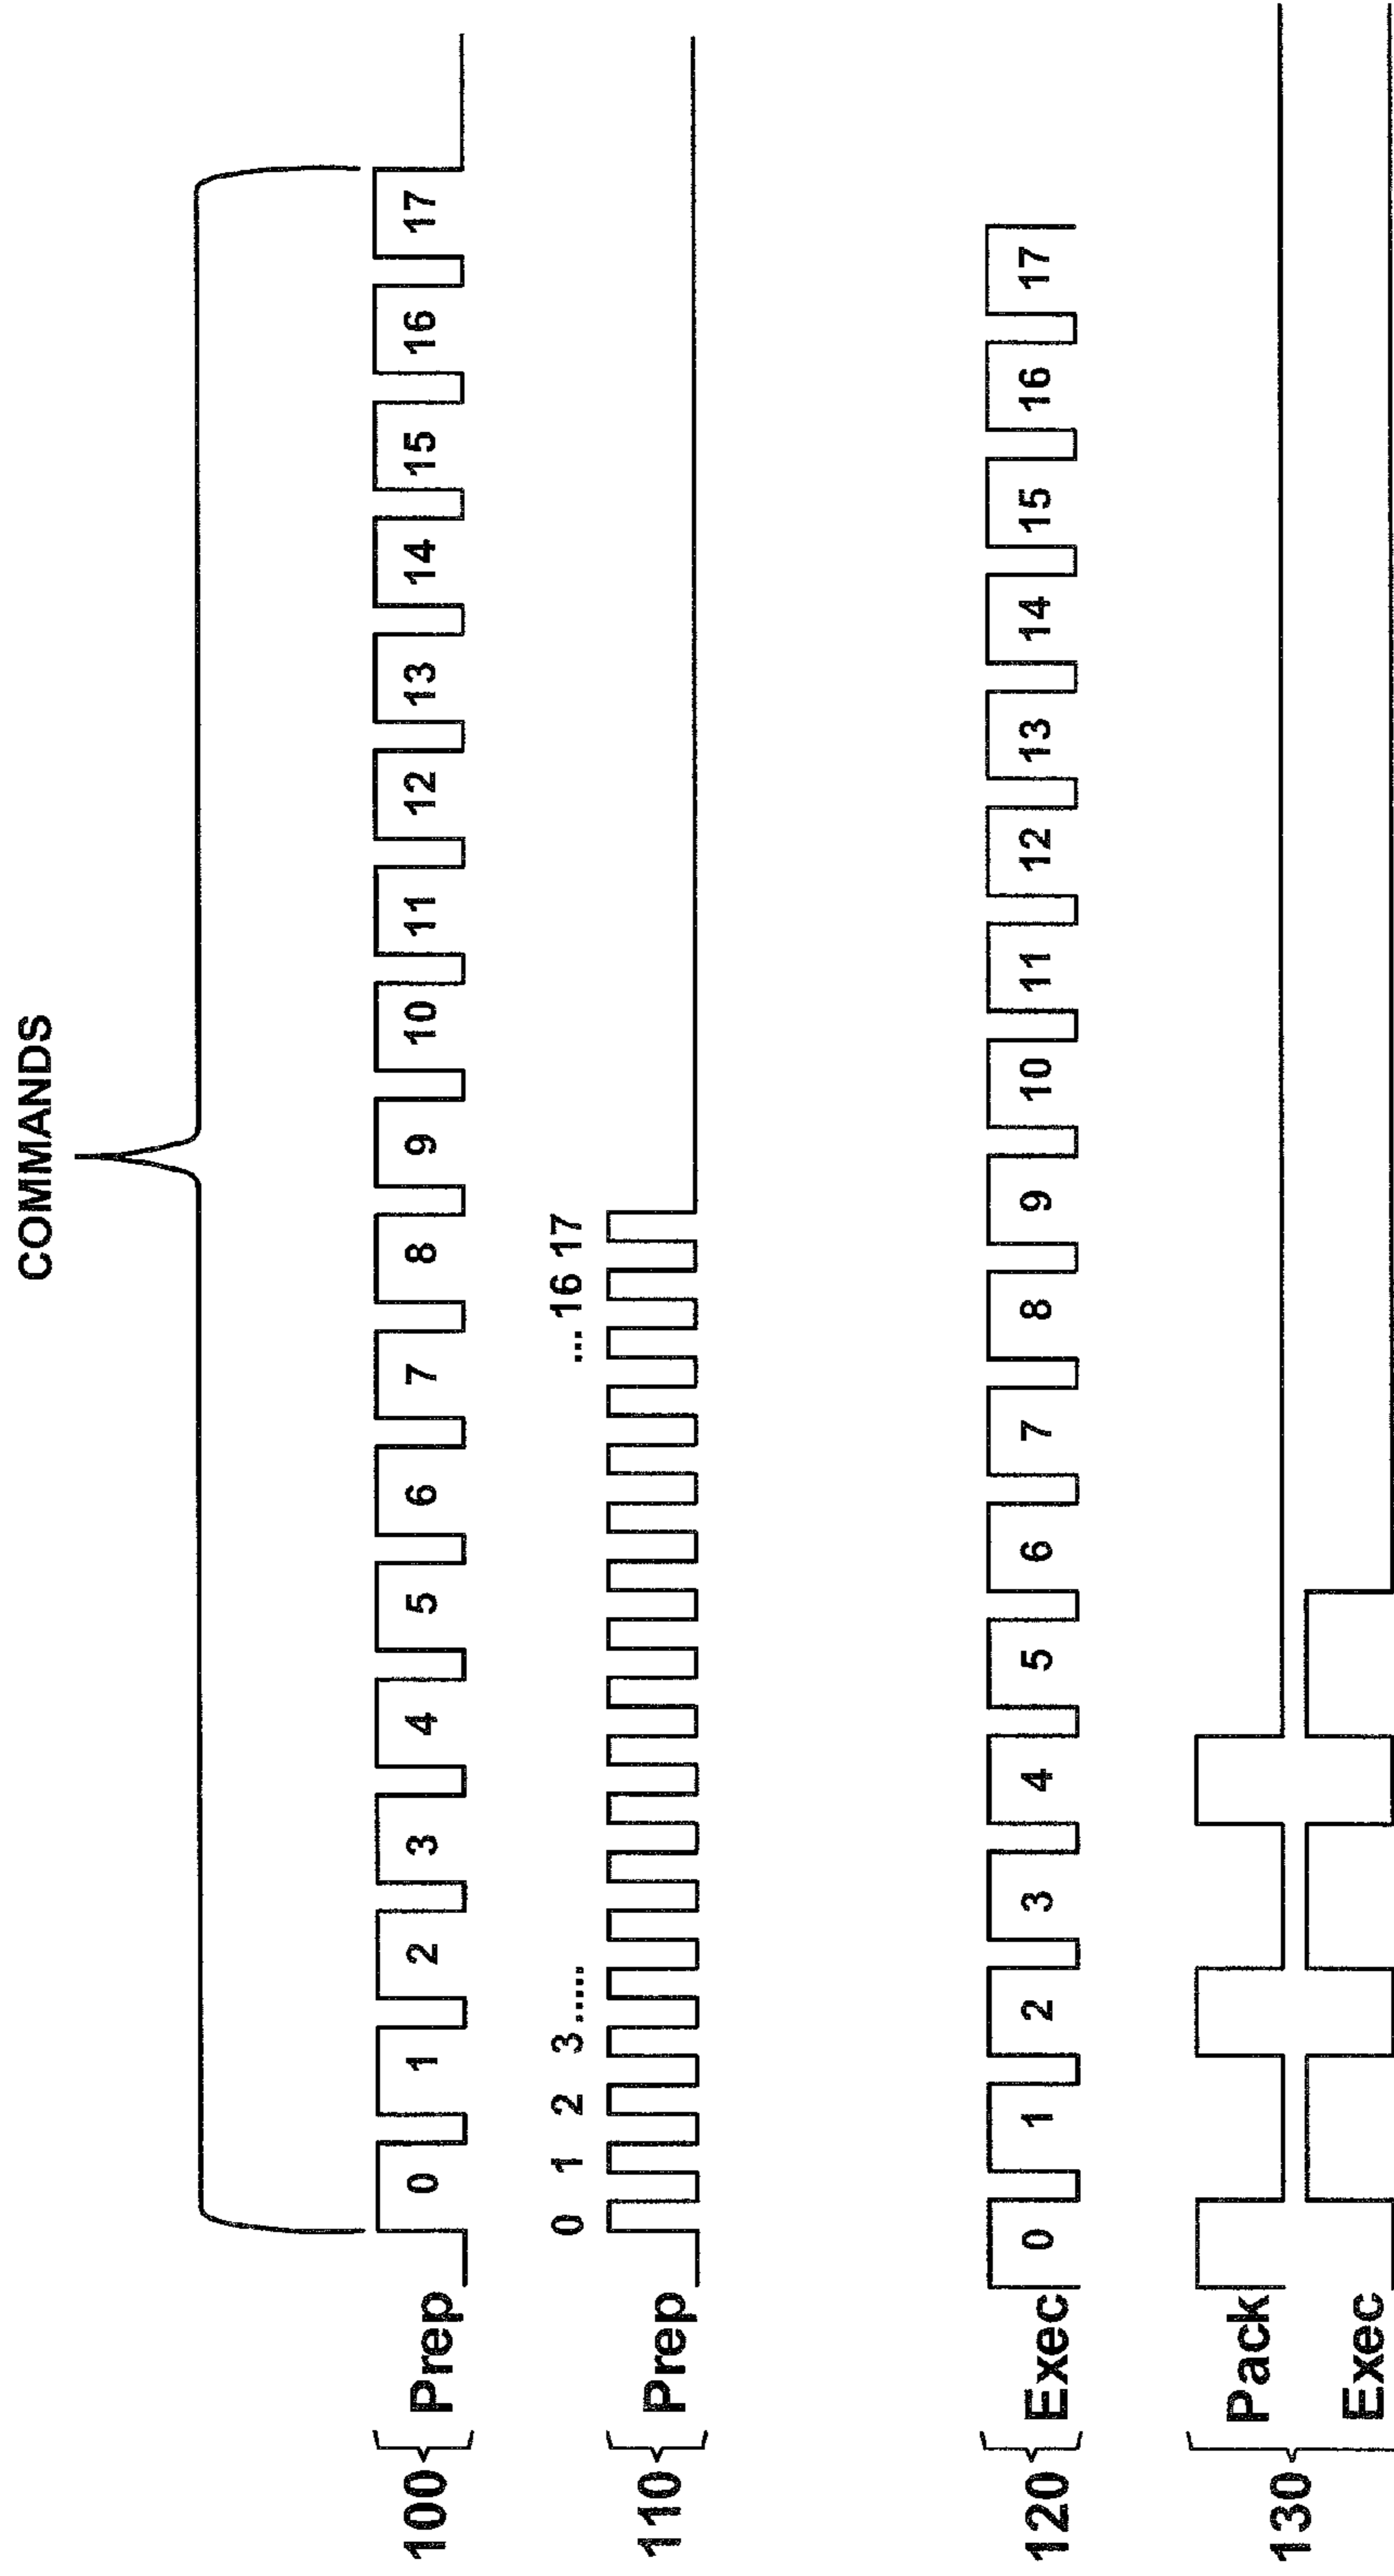 COMMANDS
100 Prep 0 1 2 3 4 5 6 7 8 9 10 11 12 13 14 15 16 17
0 1 2 3 ..... ... 16 17
110 Prep
120 Exec 0 1 2 3 4 5 6 7 8 9 10 11 12 13 14 15 16 17
130 Pack
Exec